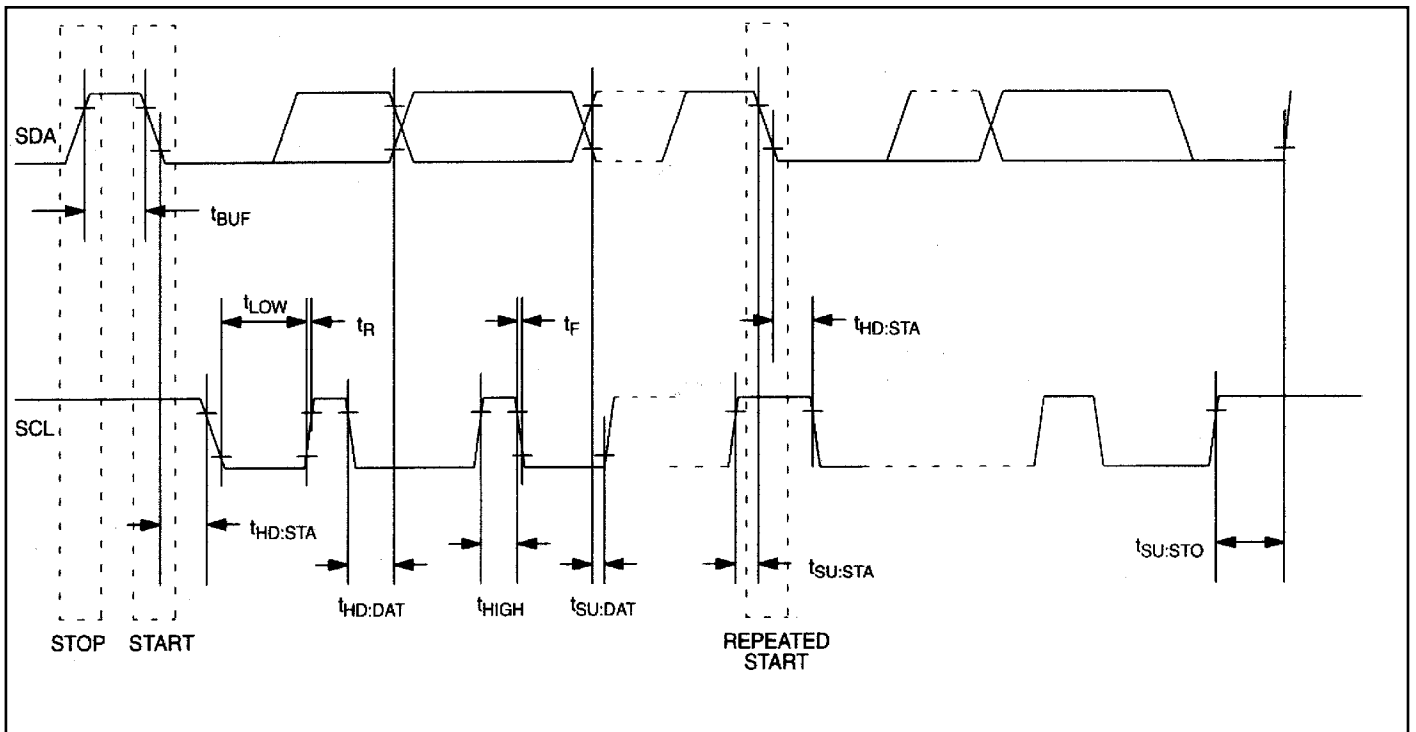 SDA
tBUF
tLOW
tR
tF
tHD:STA
SCL
tHD:STA
tSU:STO
tSU:STA
tHD:DAT
tHIGH
tSU:DAT
STOP
START
REPEATED
START